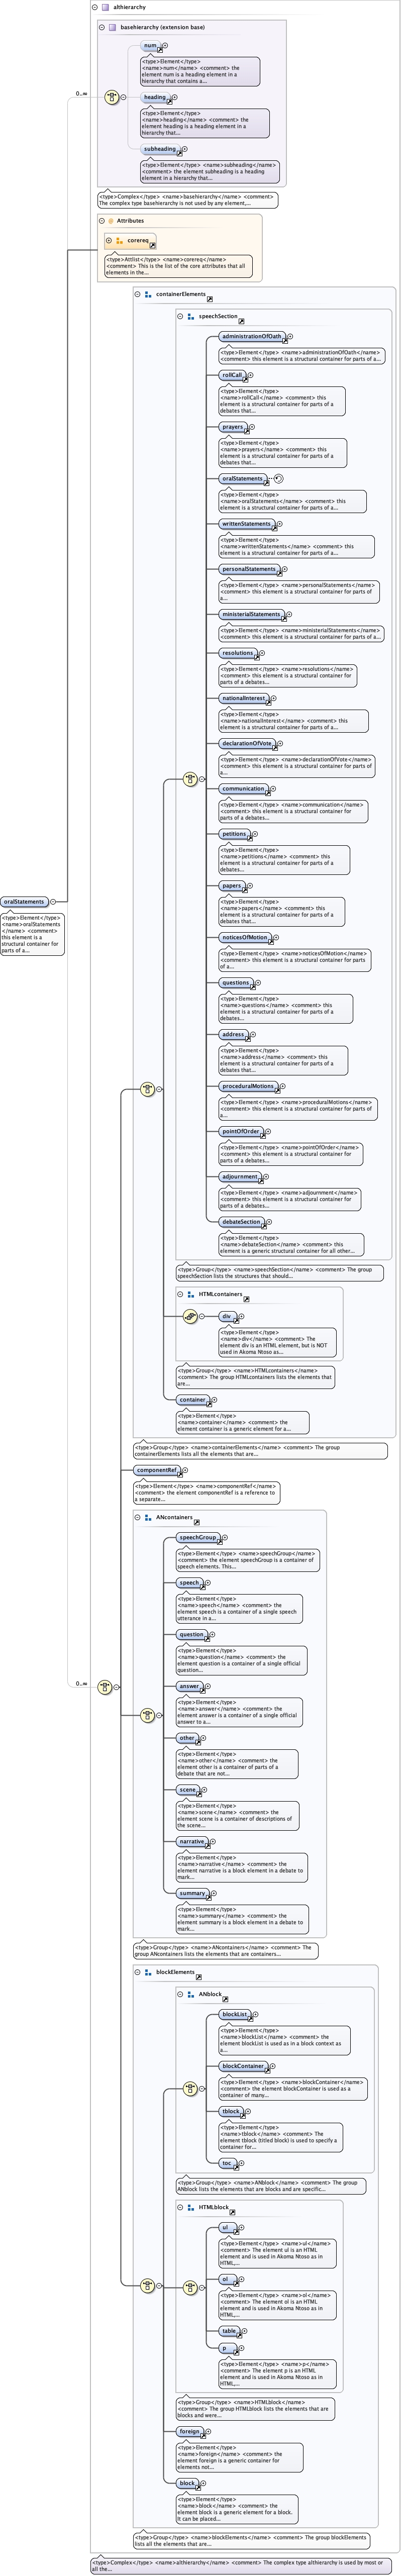 althierarchy
basehierarchy (extension base)
num
<type>Element</type>
<name>num</name> <comment> the
element num is a heading element in a
hierarchy that contains a...
0..∞
heading
<type>Element</type>
<name>heading</name> <comment> the
element heading is a heading element in a
hierarchy that...
subheading
<type>Element</type> <name>subheading</name>
<comment> the element subheading is a heading
element in a hierarchy that...
<type>Complex</type> <name>basehierarchy</name> <comment>
The complex type basehierarchy is not used by any element,...
@ Attributes
corereq
<type>Attlist</type> <name>corereq</name>
<comment> This is the list of the core attributes that all
elements in the...
containerElements
speechSection
administrationOfOath
<type>Element</type> <name>administrationOfOath</name>
<comment> this element is a structural container for parts of a...
rollCall
<type>Element</type>
<name>rollCall</name> <comment> this
element is a structural container for parts of a
debates that...
prayers
<type>Element</type>
<name>prayers</name> <comment> this
element is a structural container for parts of a
debates that...
oralStatements
<type>Element</type>
<name>oralStatements</name> <comment> this
element is a structural container for parts of a...
writtenStatements
<type>Element</type>
<name>writtenStatements</name> <comment> this
element is a structural container for parts of a...
personalStatements
<type>Element</type> <name>personalStatements</name>
<comment> this element is a structural container for parts of
a...
ministerialStatements
<type>Element</type> <name>ministerialStatements</name>
<comment> this element is a structural container for parts of a...
resolutions
<type>Element</type> <name>resolutions</name>
<comment> this element is a structural container for
parts of a debates...
nationalInterest
<type>Element</type>
<name>nationalInterest</name> <comment> this
element is a structural container for parts of a...
declarationOfVote
<type>Element</type> <name>declarationOfVote</name>
<comment> this element is a structural container for parts of
a...
communication
<type>Element</type> <name>communication</name>
<comment> this element is a structural container for
parts of a debates...
petitions
<type>Element</type>
<name>petitions</name> <comment> this
element is a structural container for parts of a
debates...
papers
<type>Element</type>
<name>papers</name> <comment> this
element is a structural container for parts of a
debates that...
noticesOfMotion
<type>Element</type> <name>noticesOfMotion</name>
<comment> this element is a structural container for parts
of a...
questions
<type>Element</type>
<name>questions</name> <comment> this
element is a structural container for parts of a
debates...
oralStatements
<type>Element</type>
<name>oralStatements
</name> <comment>
this element is a
structural container for
parts of a...
address
<type>Element</type>
<name>address</name> <comment> this
element is a structural container for parts of a
debates that...
proceduralMotions
<type>Element</type> <name>proceduralMotions</name>
<comment> this element is a structural container for parts of
a...
pointOfOrder
<type>Element</type> <name>pointOfOrder</name>
<comment> this element is a structural container for
parts of a debates...
adjournment
<type>Element</type> <name>adjournment</name>
<comment> this element is a structural container for
parts of a debates...
debateSection
<type>Element</type>
<name>debateSection</name> <comment> this
element is a generic structural container for all other...
<type>Group</type> <name>speechSection</name> <comment> The group
speechSection lists the structures that should...
HTMLcontainers
div
<type>Element</type>
<name>div</name> <comment> The
element div is an HTML element, but is NOT
used in Akoma Ntoso as...
<type>Group</type> <name>HTMLcontainers</name>
<comment> The group HTMLcontainers lists the elements that
are...
container
<type>Element</type>
<name>container</name> <comment> the
element container is a generic element for a...
<type>Group</type> <name>containerElements</name> <comment> The group
containerElements lists all the elements that are...
componentRef
<type>Element</type> <name>componentRef</name>
<comment> the element componentRef is a reference to
a separate...
ANcontainers
speechGroup
<type>Element</type> <name>speechGroup</name>
<comment> the element speechGroup is a container of
speech elements. This...
speech
<type>Element</type>
<name>speech</name> <comment> the
element speech is a container of a single speech
utterance in a...
question
<type>Element</type>
<name>question</name> <comment> the
element question is a container of a single official
question...
0..∞
answer
<type>Element</type>
<name>answer</name> <comment> the
element answer is a container of a single official
answer to a...
other
<type>Element</type>
<name>other</name> <comment> the
element other is a container of parts of a
debate that are not...
scene
<type>Element</type>
<name>scene</name> <comment> the
element scene is a container of descriptions of
the scene...
narrative
<type>Element</type>
<name>narrative</name> <comment> the
element narrative is a block element in a debate to
mark...
summary
<type>Element</type>
<name>summary</name> <comment> the
element summary is a block element in a debate to
mark...
<type>Group</type> <name>ANcontainers</name> <comment> The
group ANcontainers lists the elements that are containers...
blockElements
ANblock
blockList
<type>Element</type>
<name>blockList</name> <comment> the
element blockList is used as in a block context as
a...
blockContainer
<type>Element</type> <name>blockContainer</name>
<comment> the element blockContainer is used as a
container of many...
tblock
<type>Element</type>
<name>tblock</name> <comment> The
element tblock (titled block) is used to specify a
container for...
toc
<type>Group</type> <name>ANblock</name> <comment> The group
ANblock lists the elements that are blocks and are specific...
HTMLblock
ul
<type>Element</type> <name>ul</name>
<comment> The element ul is an HTML
element and is used in Akoma Ntoso as in
HTML,...
ol
<type>Element</type> <name>ol</name>
<comment> The element ol is an HTML
element and is used in Akoma Ntoso as in
HTML,...
table
p
<type>Element</type> <name>p</name>
<comment> The element p is an HTML
element and is used in Akoma Ntoso as in
HTML,...
<type>Group</type> <name>HTMLblock</name>
<comment> The group HTMLblock lists the elements that are
blocks and were...
foreign
<type>Element</type>
<name>foreign</name> <comment> the
element foreign is a generic container for
elements not...
block
<type>Element</type>
<name>block</name> <comment> the
element block is a generic element for a block.
It can be placed...
<type>Group</type> <name>blockElements</name> <comment> The group blockElements
lists all the elements that are...
<type>Complex</type> <name>althierarchy</name> <comment> The complex type althierarchy is used by most or
all the...